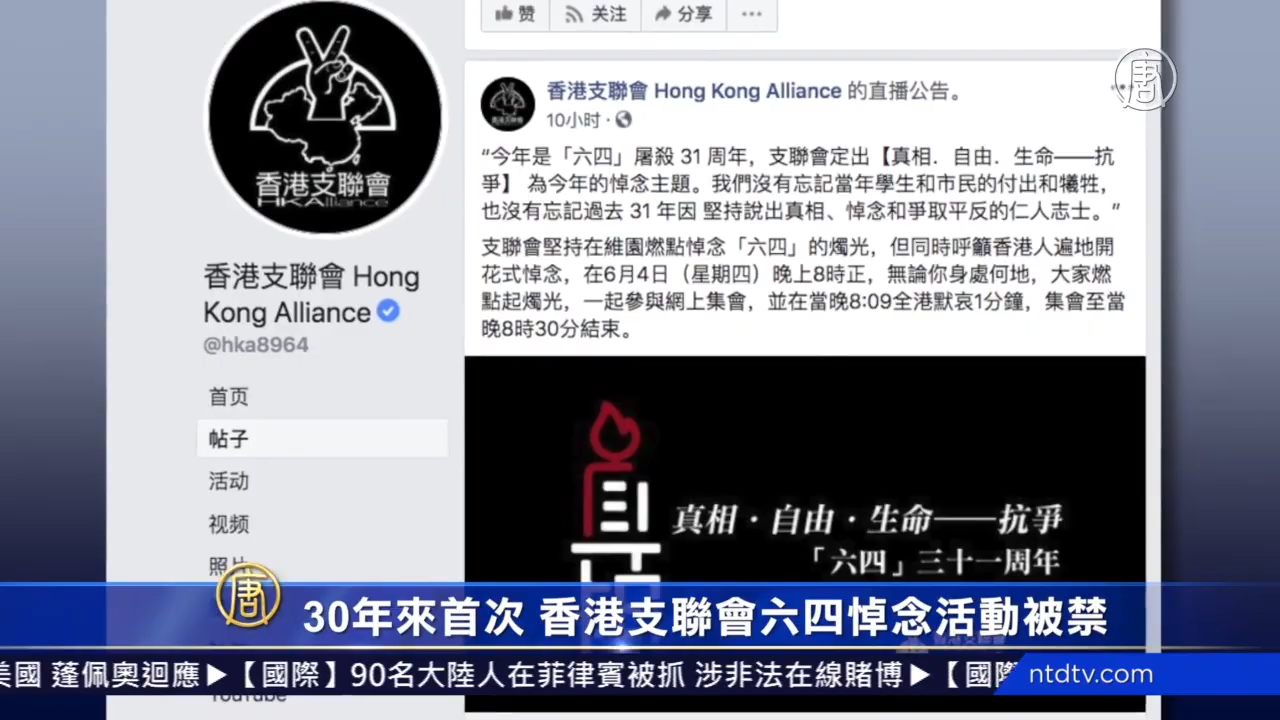 赞
关注
分享
香港支聯會
HKAlliance
香港支聯會 Hong Kong Alliance 的直播公告。
10小时
唐
“今年是「六四」屠殺 31 周年，支聯會定出【真相．自由．生命——抗
爭】 為今年的悼念主題。我們沒有忘記當年學生和市民的付出和犧牲，
也沒有忘記過去 31 年因 堅持說出真相、悼念和爭取平反的仁人志士。”
支聯會堅持在維園燃點悼念「六四」的燭光，但同時呼籲香港人遍地開
花式悼念，在6月4日（星期四）晚上8時正，無論你身處何地，大家燃
點起燭光，一起參與網上集會，並在當晚8:09全港默哀1分鐘，集會至當
晚8時30分結束。
香港支聯會 Hong
Kong Alliance
@hka8964
首页
帖子
活动
视频
照片
真相・自由・生命——抗爭
「六四」三十一周年
唐
30年來首次 香港支聯會六四悼念活動被禁
美國 蓬佩奧迴應▶【國際】90名大陸人在菲律賓被抓 涉非法在線賭博▶【國際
ntdtv.com
YouTube